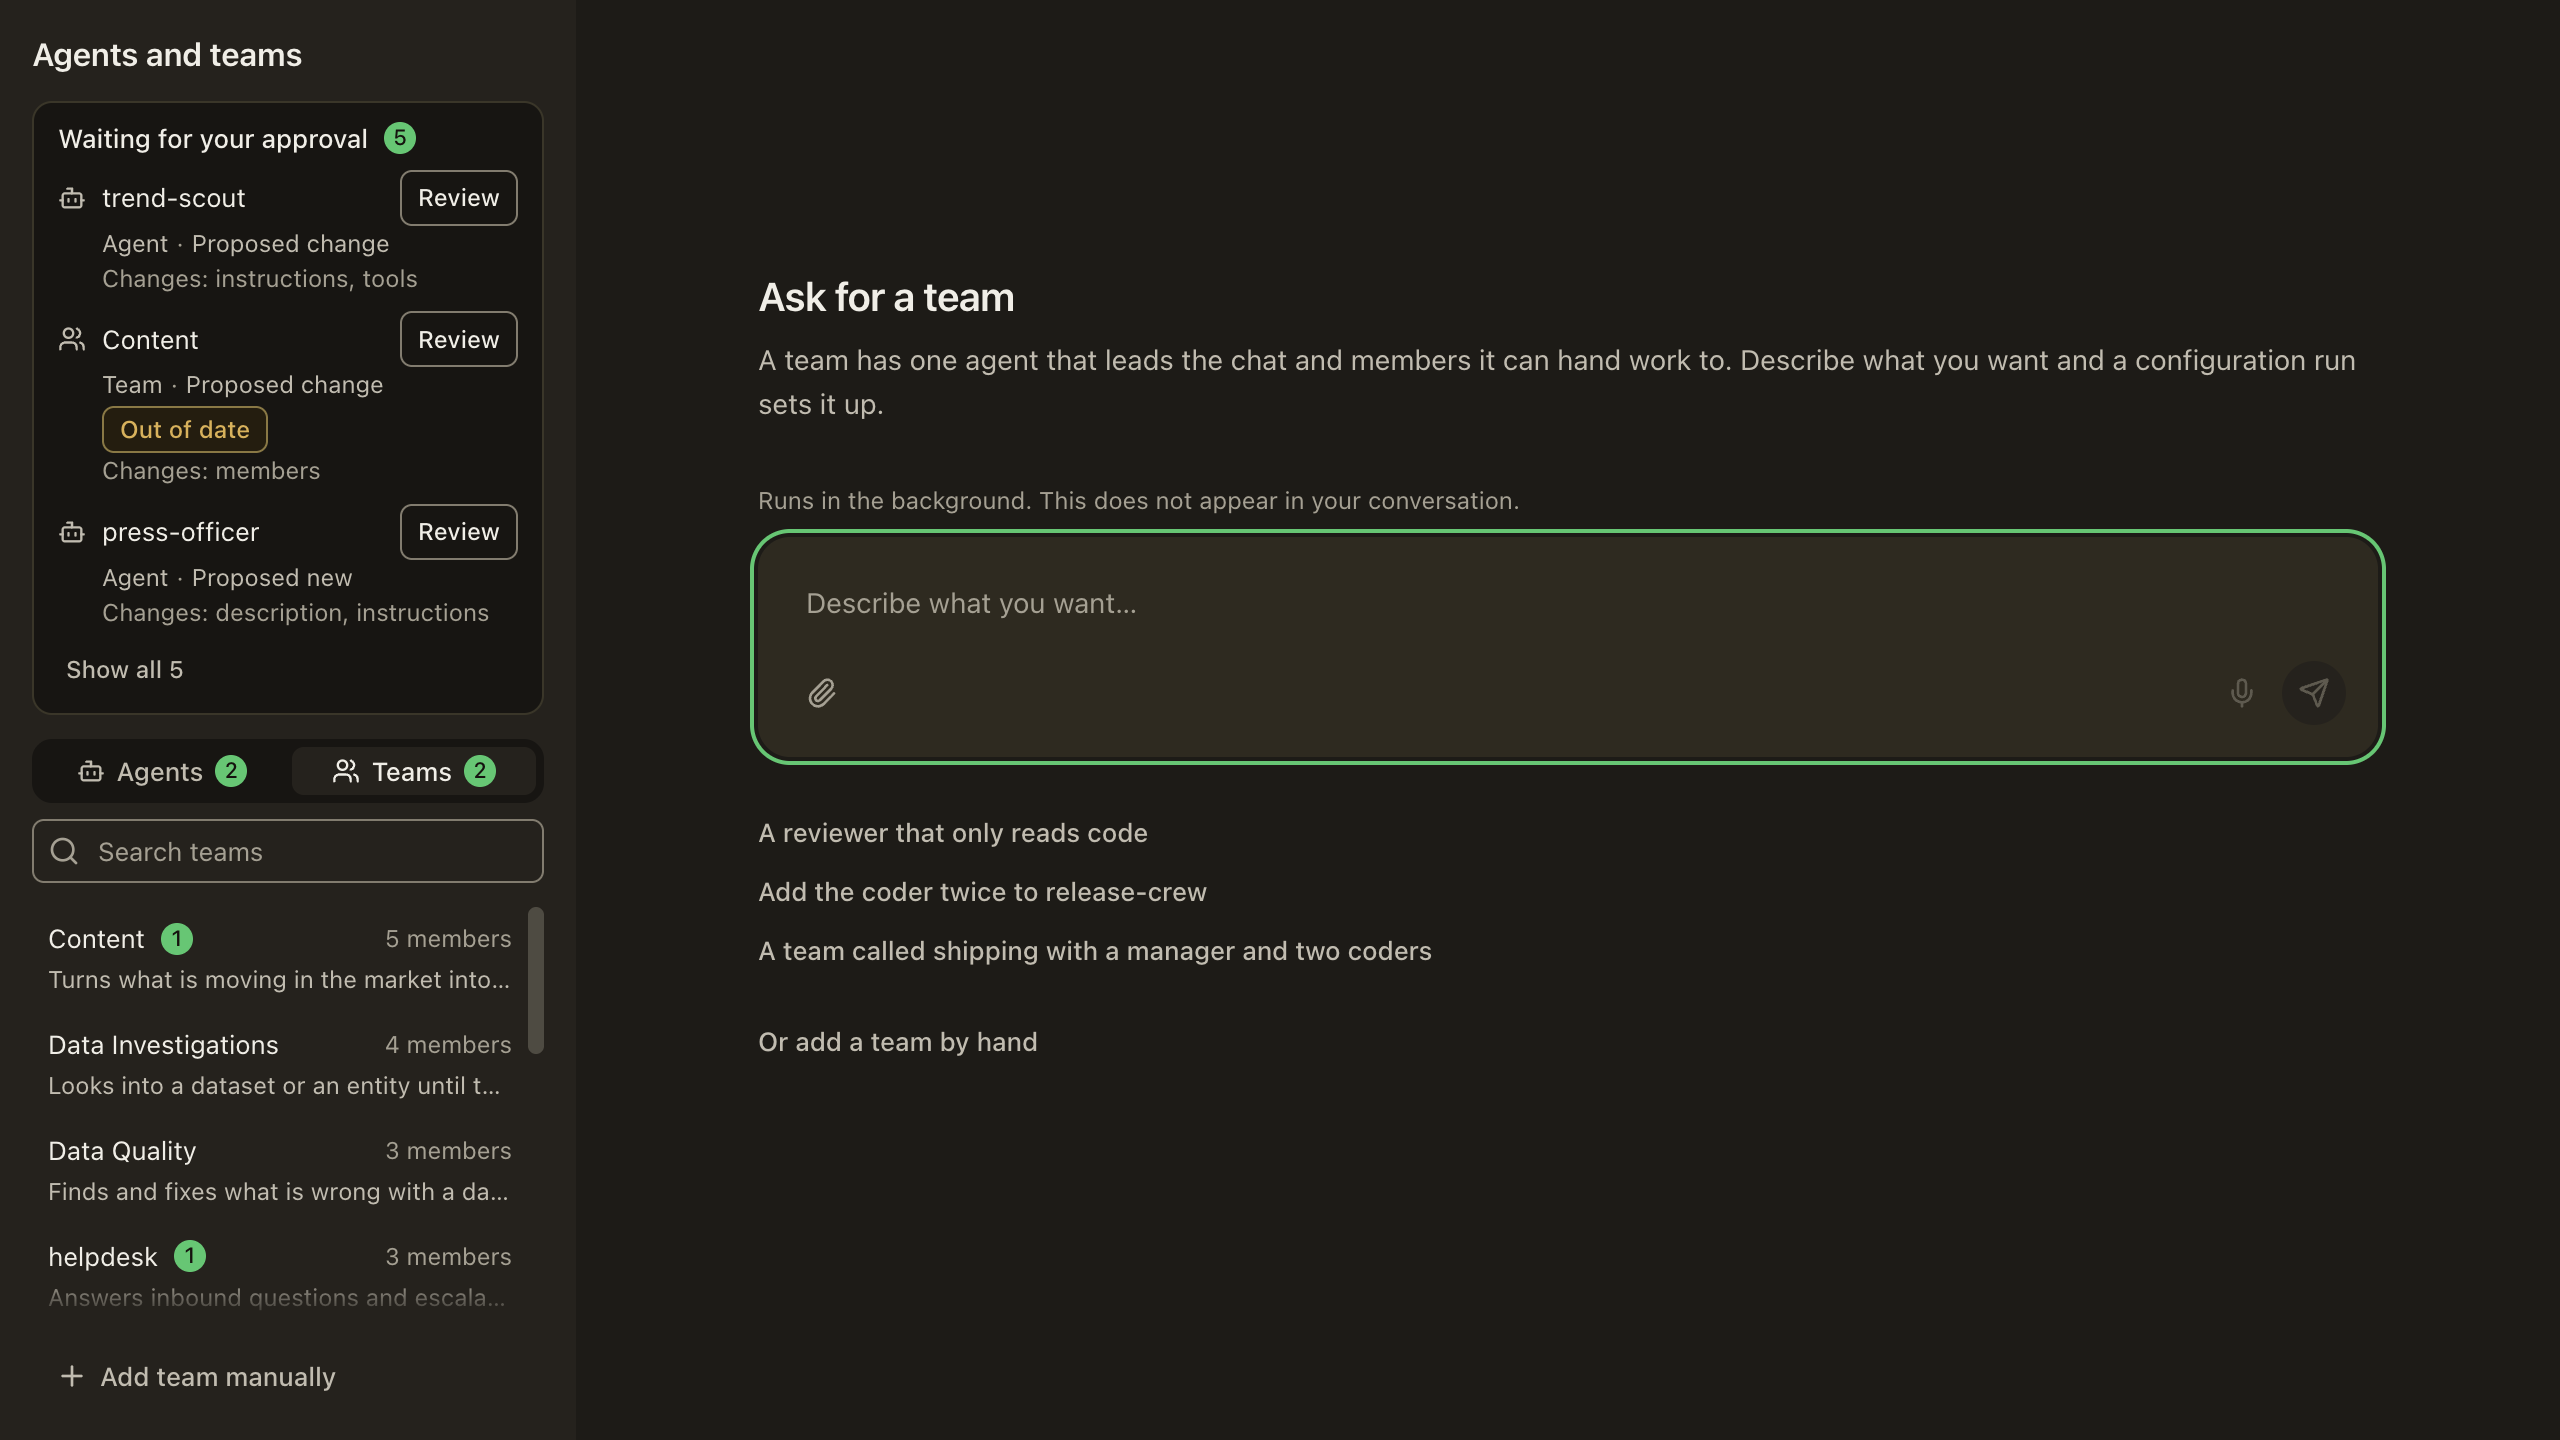 Agents and teams
Waiting for your approval 5
trend-scout Review
Agent · Proposed change
Changes: instructions, tools
Content Review
Team · Proposed change
Out of date
Changes: members
press-officer Review
Agent · Proposed new
Changes: description, instructions
Show all 5
Agents 2 Teams 2
Search teams
Content 1 5 members
Turns what is moving in the market into...
Data Investigations 4 members
Looks into a dataset or an entity until t...
Data Quality 3 members
Finds and fixes what is wrong with a da...
helpdesk 1 3 members
Answers inbound questions and escala...
Add team manually
Ask for a team
A team has one agent that leads the chat and members it can hand work to. Describe what you want and a configuration run
sets it up.
Runs in the background. This does not appear in your conversation.
Describe what you want...
A reviewer that only reads code
Add the coder twice to release-crew
A team called shipping with a manager and two coders
Or add a team by hand